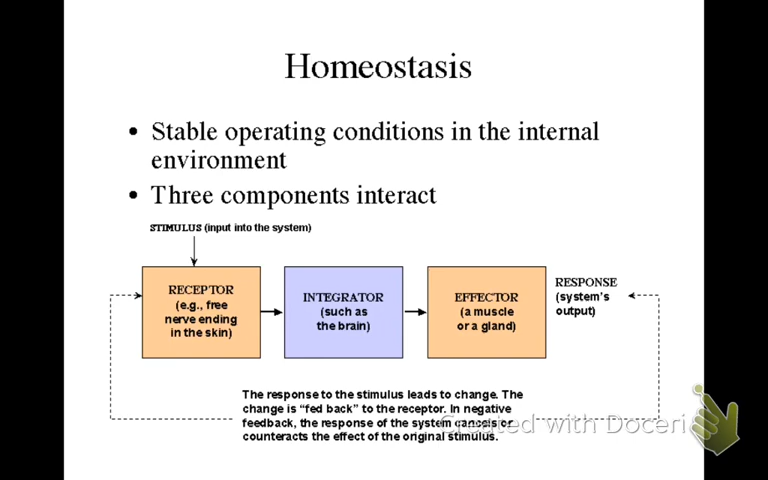 Homeostasis
• Stable operating conditions in the internal
environment
• Three components interact
STIMULUS (input into the system)
RECEPTOR
(e.g., free
nerve ending
in the skin)
INTEGRATOR
(such as
the brain)
EFFECTOR
(a muscle
or a gland)
RESPONSE
(system's
output)
The response to the stimulus leads to change. The
change is “fed back” to the receptor. In negative
feedback, the response of the system cancels or
counteracts the effect of the original stimulus.
Created with Doceri